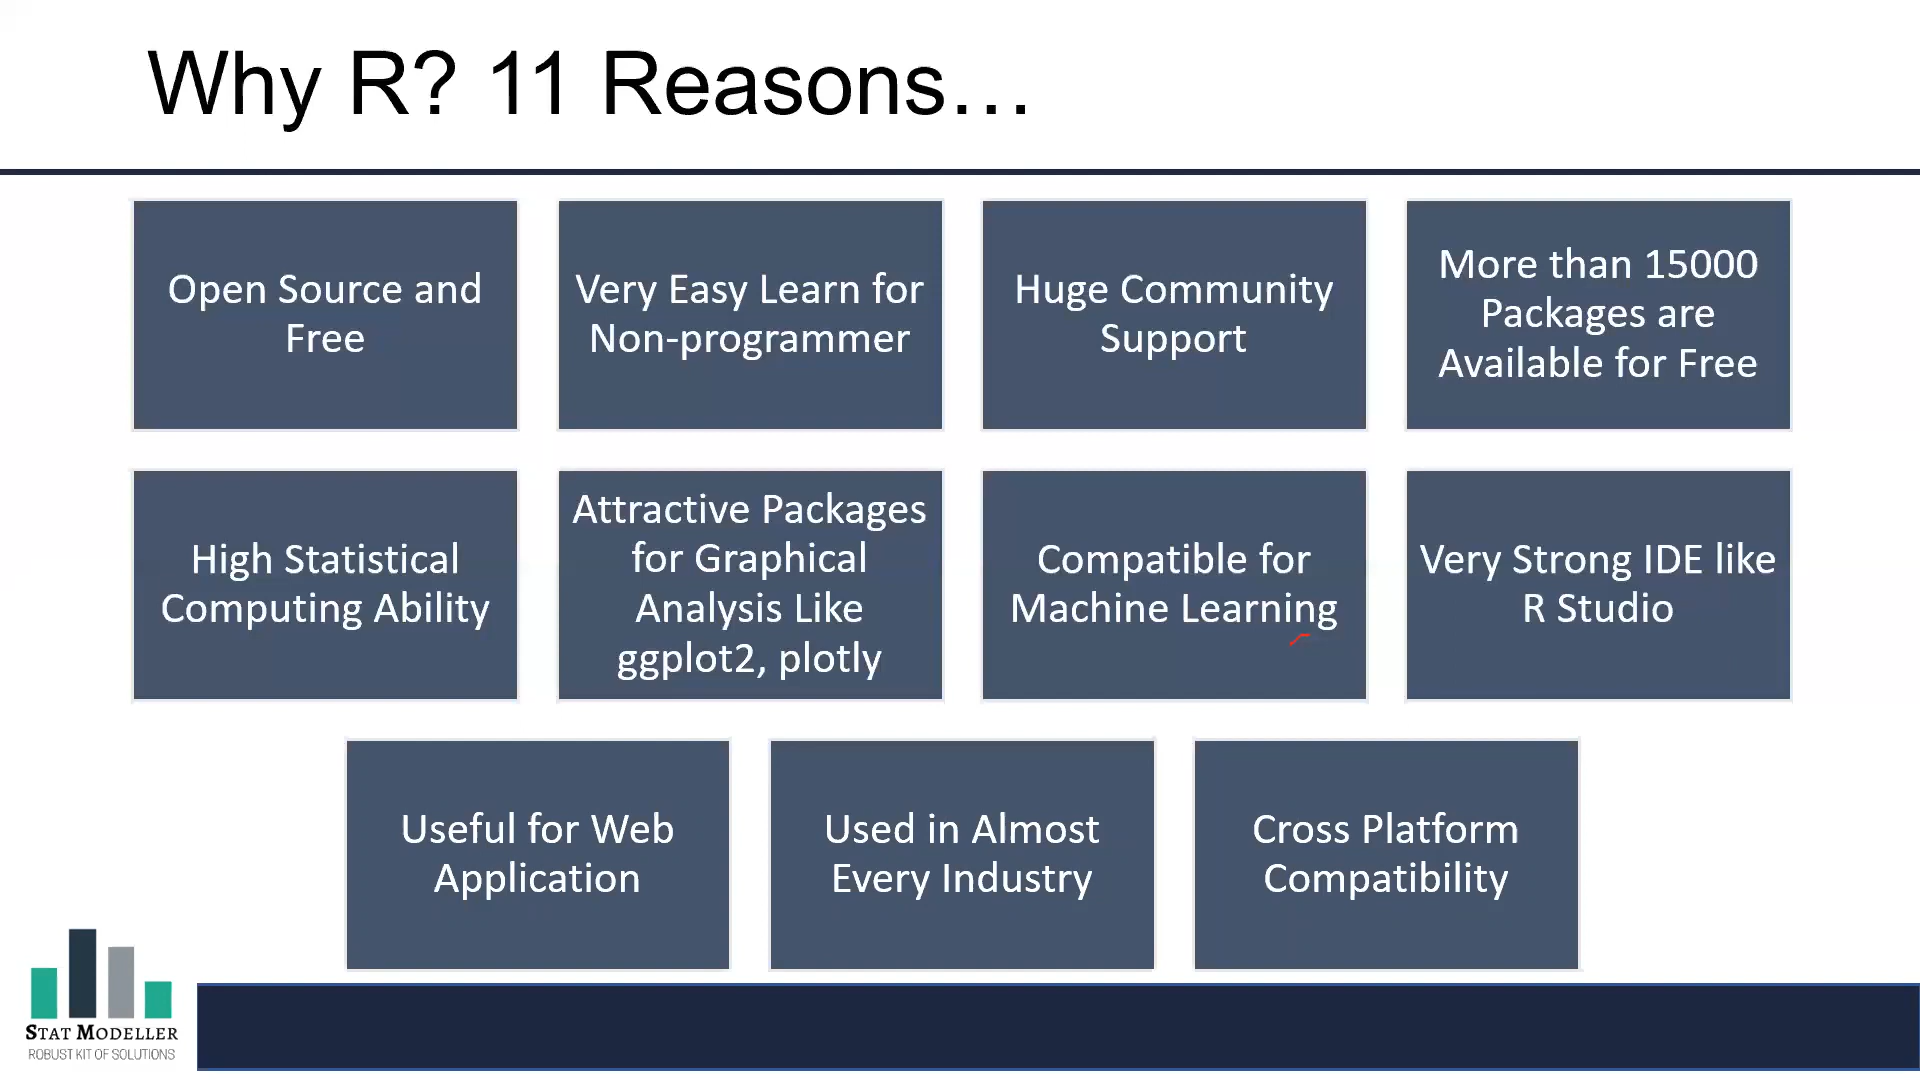 Why R? 11 Reasons…
Open Source and
Free
Very Easy Learn for
Non-programmer
Huge Community
Support
More than 15000
Packages are
Available for Free
High Statistical
Computing Ability
Attractive Packages
for Graphical
Analysis Like
ggplot2, plotly
Compatible for
Machine Learning
Very Strong IDE like
R Studio
Useful for Web
Application
Used in Almost
Every Industry
Cross Platform
Compatibility
STAT MODELLER
ROBUST KIT OF SOLUTIONS